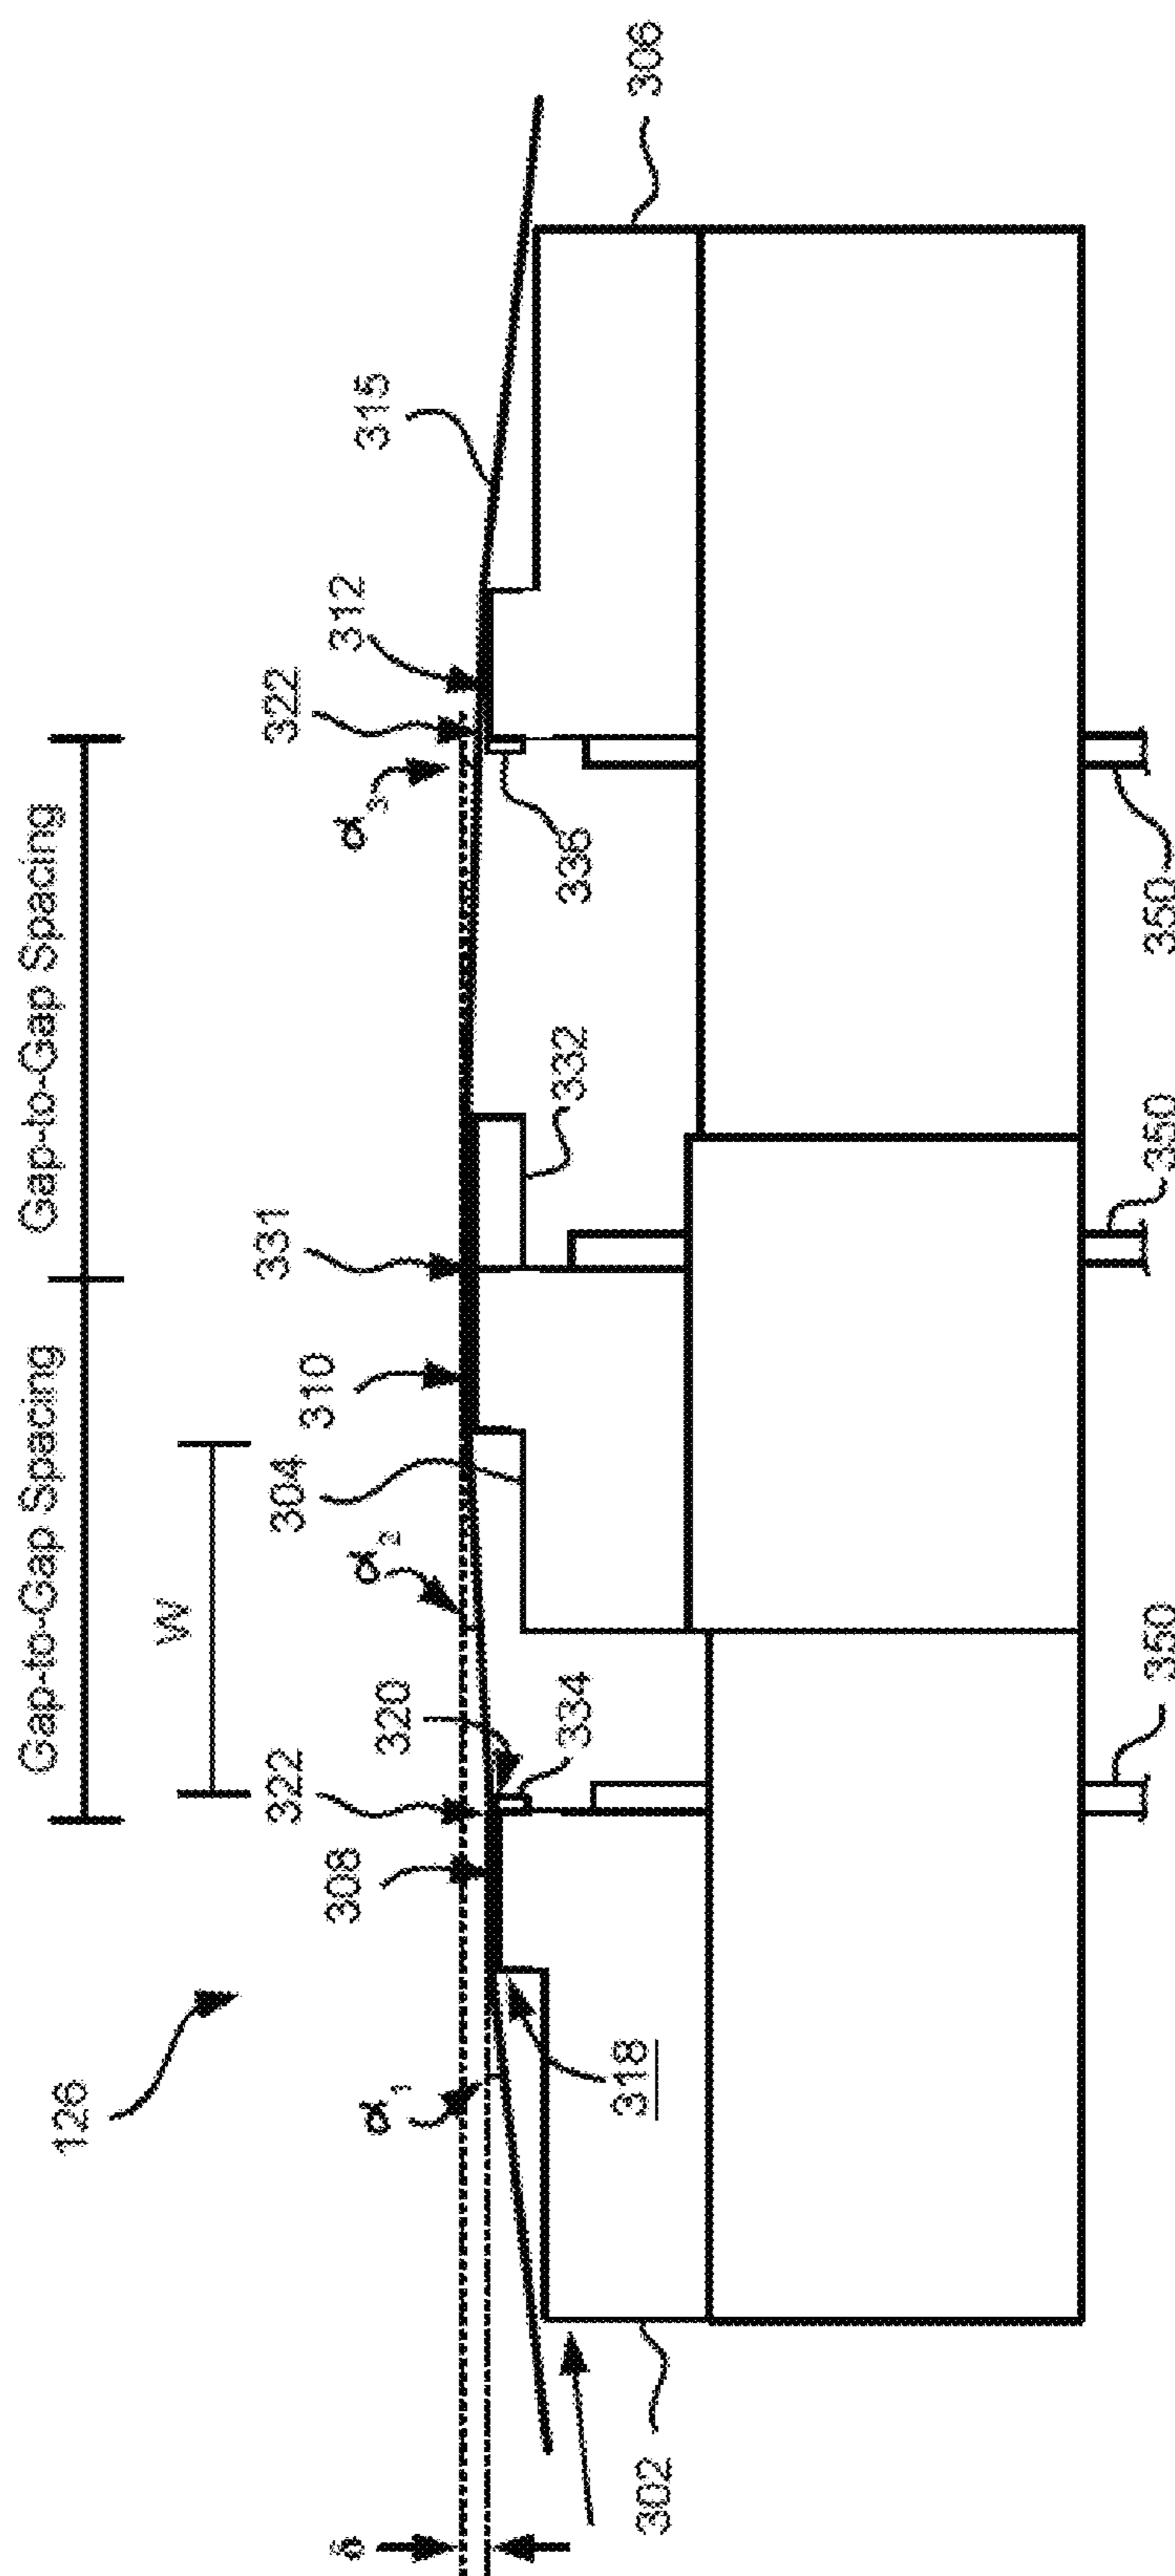 Gap-to-Gap Spacing
Gap-to-Gap Spacing
W
126
308
322
320
334
α2
304
310
331
332
α3
322
312
336
315
306
α1
318
δ
302
350
350
350